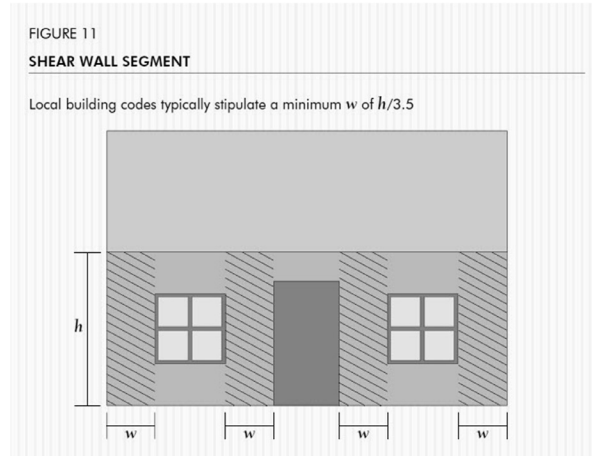 FIGURE 11
SHEAR WALL SEGMENT
Local building codes typically stipulate a minimum w of h/3.5
h
w w w w